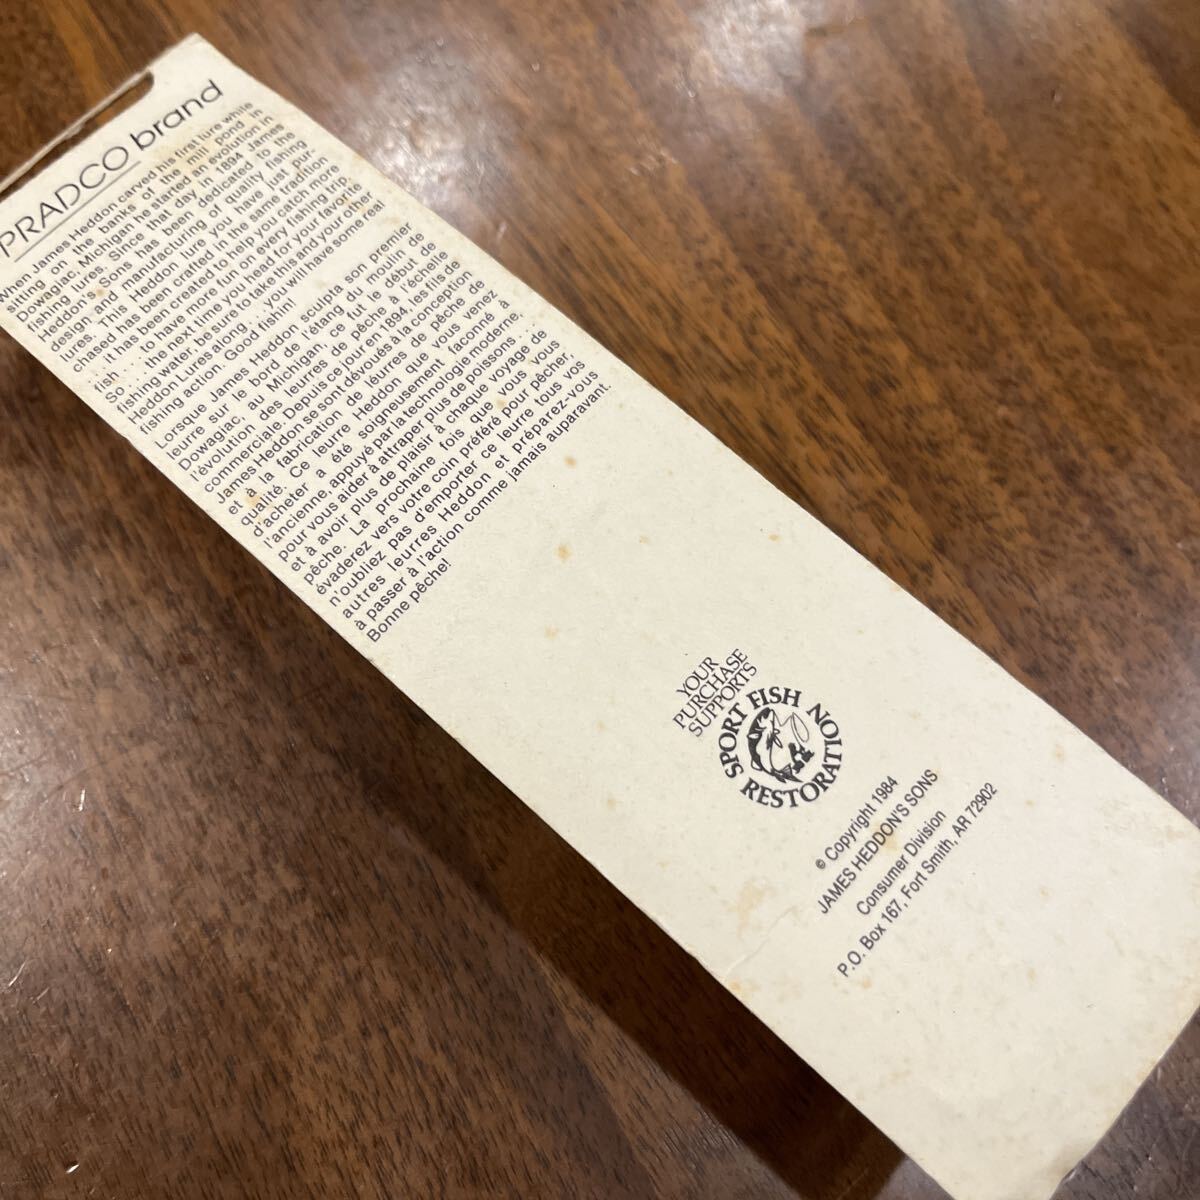 PRADCO brand
When James Heddon carved his first lure while
sitting on the banks of the mill pond in
Dowagiac, Michigan he started an evolution in
fishing lures. Since that day in 1894 James
Heddon's Sons has been dedicated to the
design and manufacturing of quality fishing
lures. This Heddon lure you have just pur-
chased has been crafted in the same tradition
... it has been created to help you catch more
fish ... to have more fun on every fishing trip.
So ... the next time you head for your favorite
fishing water, be sure to take this and your other
Heddon Lures along ... you will have some real
fishing action. Good fishin!
Lorsque James Heddon sculpta son premier
leurre sur le bord de l'étang du moulin de
Dowagiac au Michigan, ce fut le début de
l'évolution des leurres de pêche à l'échelle
commerciale. Depuis ce jour en 1894, les fils de
James Heddon se sont dévoués à la conception
et à la fabrication de leurres de pêche de
qualité. Ce leurre Heddon que vous venez
d'acheter a été soigneusement façonné à
l'ancienne, appuyé par la technologie moderne,
pour vous aider à attraper plus de poissons ...
et à avoir plus de plaisir à chaque voyage de
pêche. La prochaine fois que vous vous
évaderez vers votre coin préféré pour pêcher,
n'oubliez pas d'emporter ce leurre tous vos
autres leurres Heddon et préparez-vous
à passer à l'action comme jamais auparavant.
Bonne pêche!
YOUR
PURCHASE
SUPPORTS
SPORT FISH
RESTORATION
© Copyright 1984
JAMES HEDDON'S SONS
Consumer Division
P.O. Box 167, Fort Smith, AR 72902